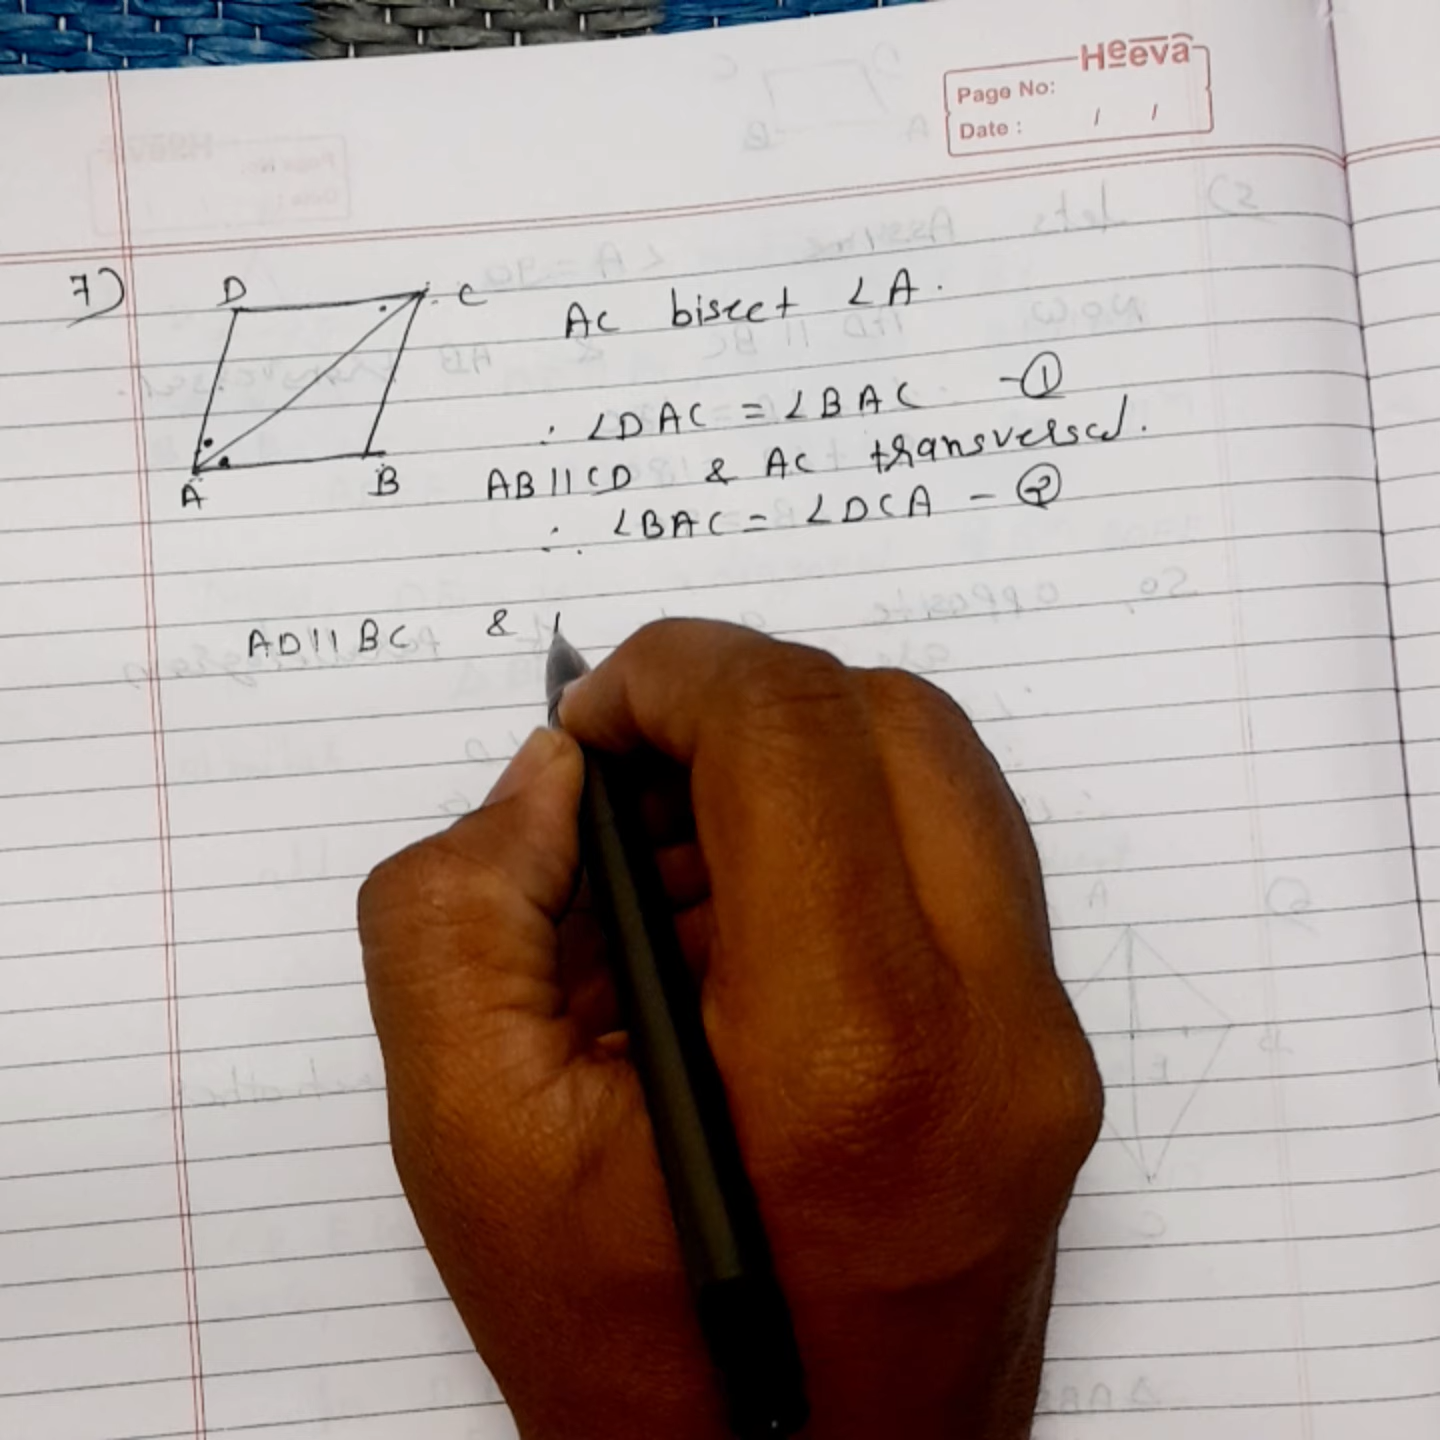 Heeva
Page No:
Date : / /
7)
D C
A B
AC bisect ∠A.
∴ ∠DAC = ∠BAC - ①
AB || CD & AC transversal.
∴ ∠BAC = ∠DCA - ②
AD || BC &